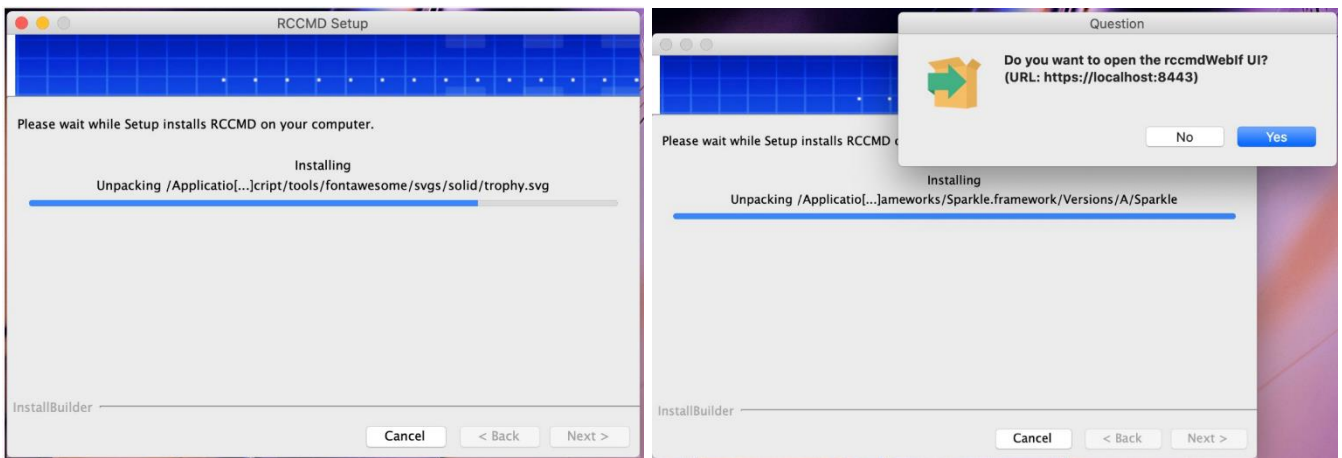 RCCMD Setup
Please wait while Setup installs RCCMD on your computer.
Installing
Unpacking /Applicatio[...]cript/tools/fontawesome/svgs/solid/trophy.svg
InstallBuilder
Cancel
< Back
Next >
Question
Do you want to open the rccmdWebIf UI?
(URL: https://localhost:8443)
No
Yes
Please wait while Setup installs RCCMD
Installing
Unpacking /Applicatio[...]ameworks/Sparkle.framework/Versions/A/Sparkle
InstallBuilder
Cancel
< Back
Next >